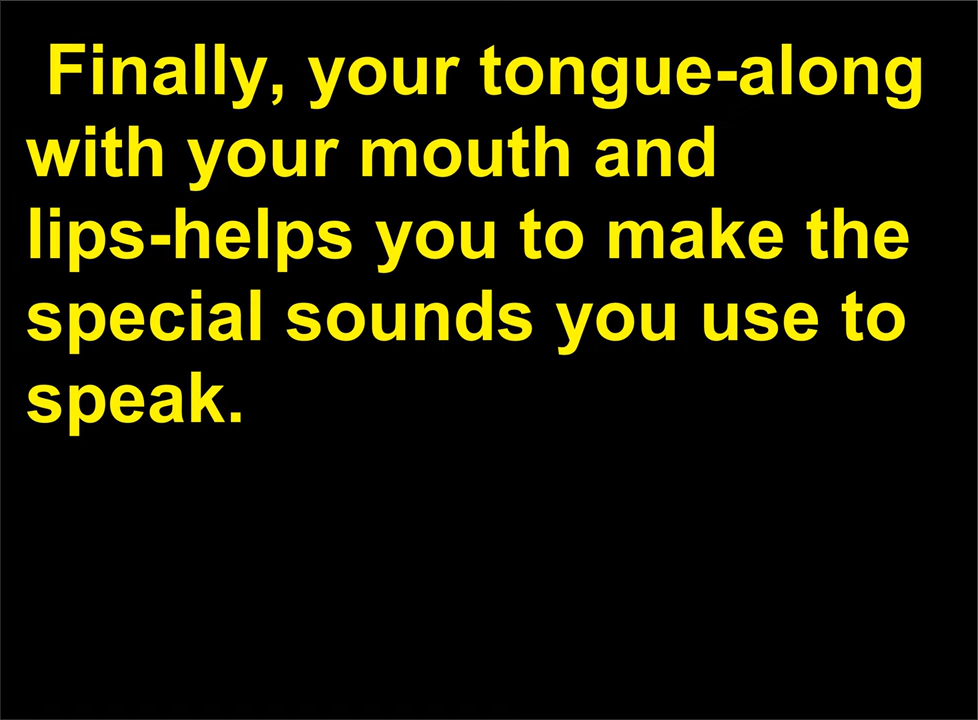 Finally, your tongue-along
with your mouth and
lips-helps you to make the
special sounds you use to
speak.